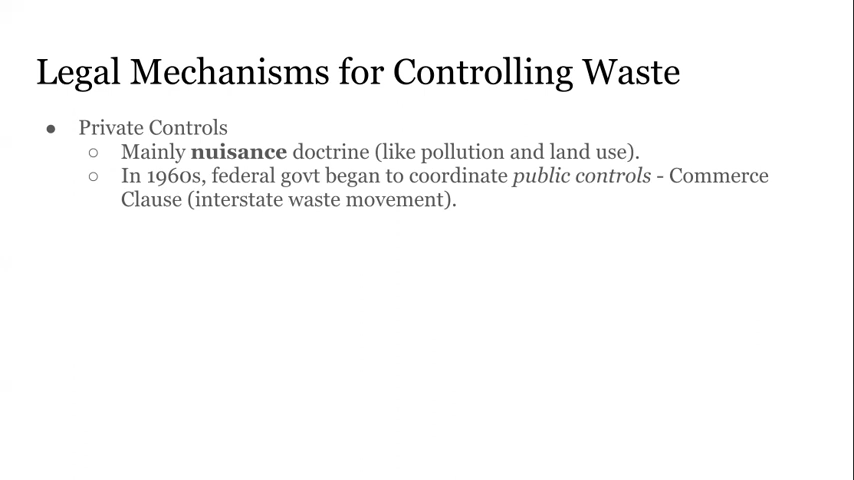 Legal Mechanisms for Controlling Waste
● Private Controls
○ Mainly nuisance doctrine (like pollution and land use).
○ In 1960s, federal govt began to coordinate public controls - Commerce
Clause (interstate waste movement).